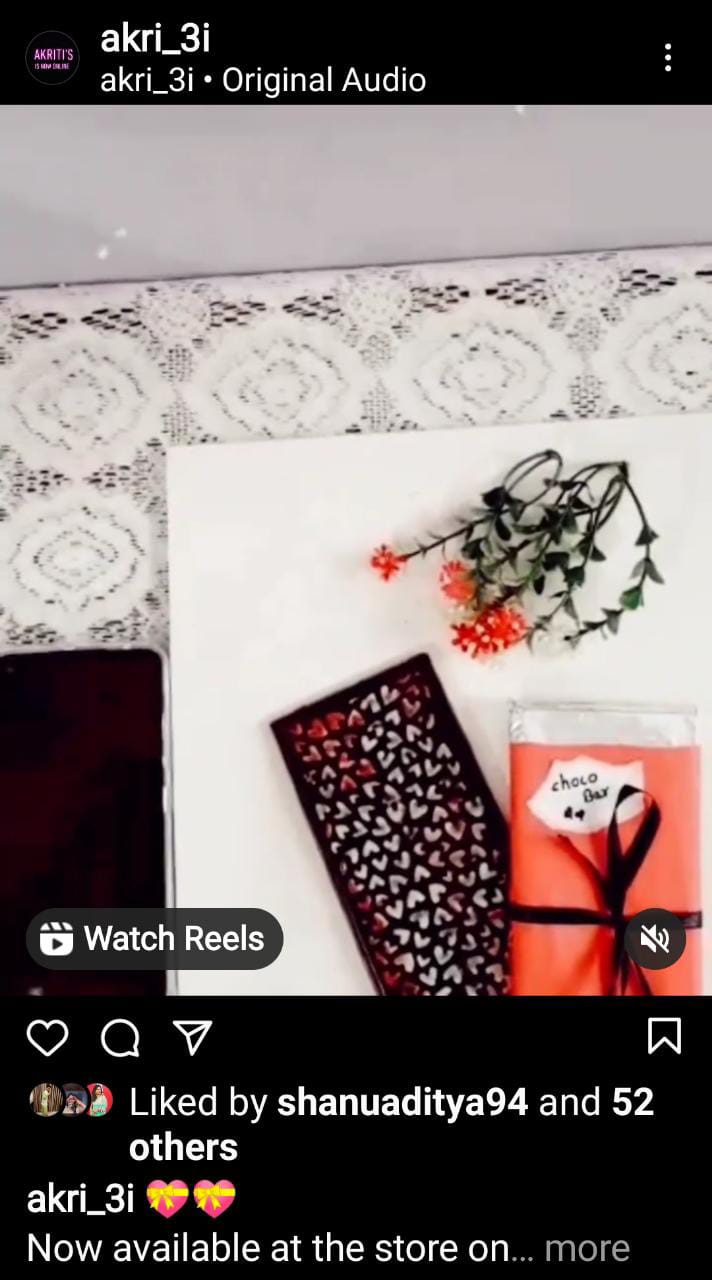 AKRITI'S
IS NOW ONLINE
akri_3i
akri_3i • Original Audio
choco
Bar
Watch Reels
Liked by shanuaditya94 and 52
others
akri_3i 💝💝
Now available at the store on... more